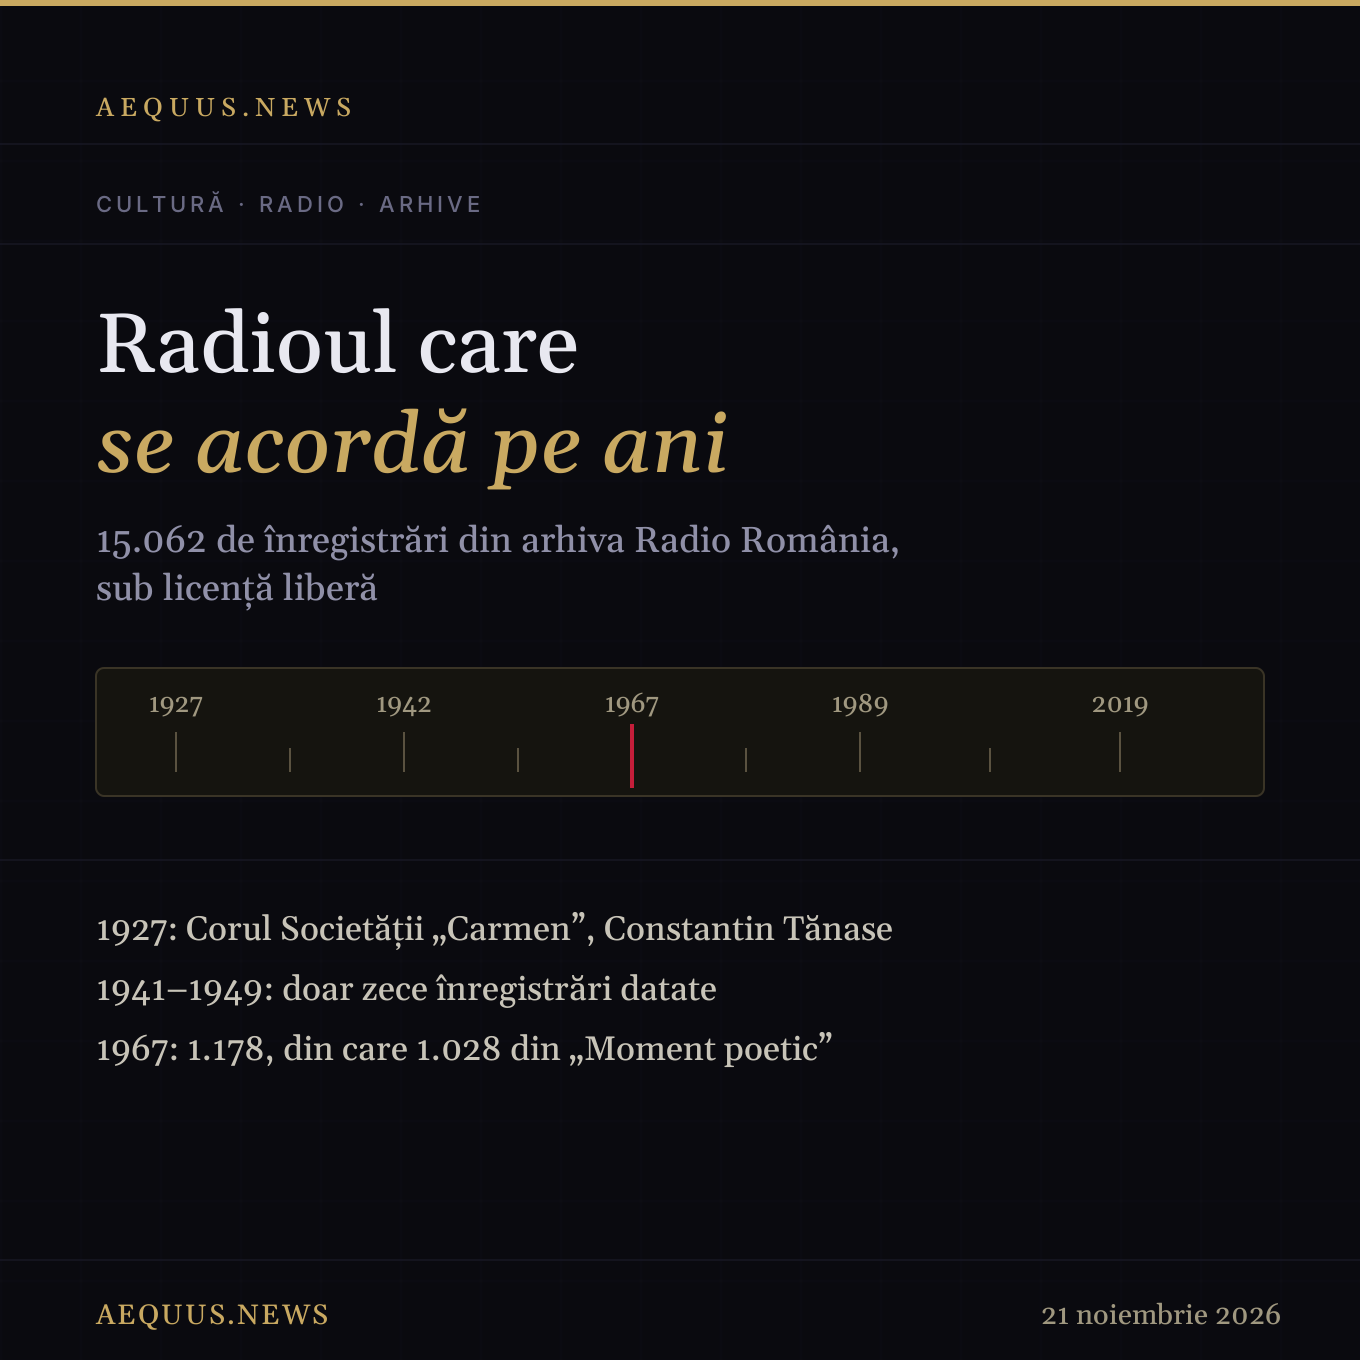 AEQUUS.NEWS
CULTURĂ · RADIO · ARHIVE
Radioul care
se acordă pe ani
15.062 de înregistrări din arhiva Radio România,
sub licență liberă
1927 1942 1967 1989 2019
1927: Corul Societății „Carmen”, Constantin Tănase
1941–1949: doar zece înregistrări datate
1967: 1.178, din care 1.028 din „Moment poetic”
AEQUUS.NEWS 21 noiembrie 2026